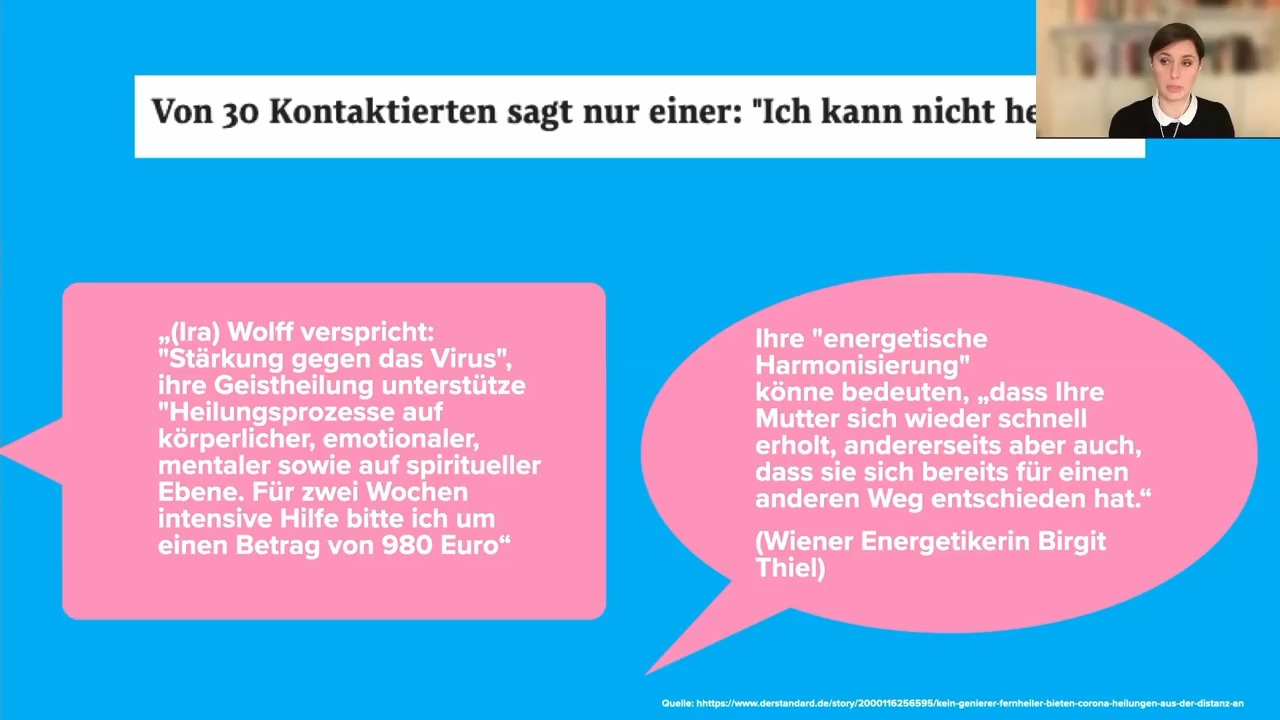 Von 30 Kontaktierten sagt nur einer: "Ich kann nicht
„(Ira) Wolff verspricht:
"Stärkung gegen das Virus",
ihre Geistheilung unterstütze
"Heilungsprozesse auf
körperlicher, emotionaler,
mentaler sowie auf spiritueller
Ebene. Für zwei Wochen
intensive Hilfe bitte ich um
einen Betrag von 980 Euro“
Ihre "energetische
Harmonisierung"
könne bedeuten, „dass Ihre
Mutter sich wieder schnell
erholt, andererseits aber auch,
dass sie sich bereits für einen
anderen Weg entschieden hat.“
(Wiener Energetikerin Birgit
Thiel)
Quelle: hhttps://www.derstandard.de/story/2000116256595/kein-genierer-fernheiler-bieten-corona-heilungen-aus-der-distanz-an